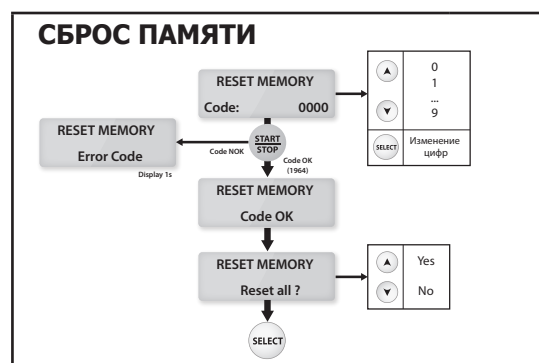 СБРОС ПАМЯТИ
RESET MEMORY
Code: 0000
0
1
...
9
SELECT
Изменение
цифр
START
STOP
Code NOK
Code OK
(1964)
RESET MEMORY
Error Code
Display 1s
RESET MEMORY
Code OK
RESET MEMORY
Reset all ?
Yes
No
SELECT